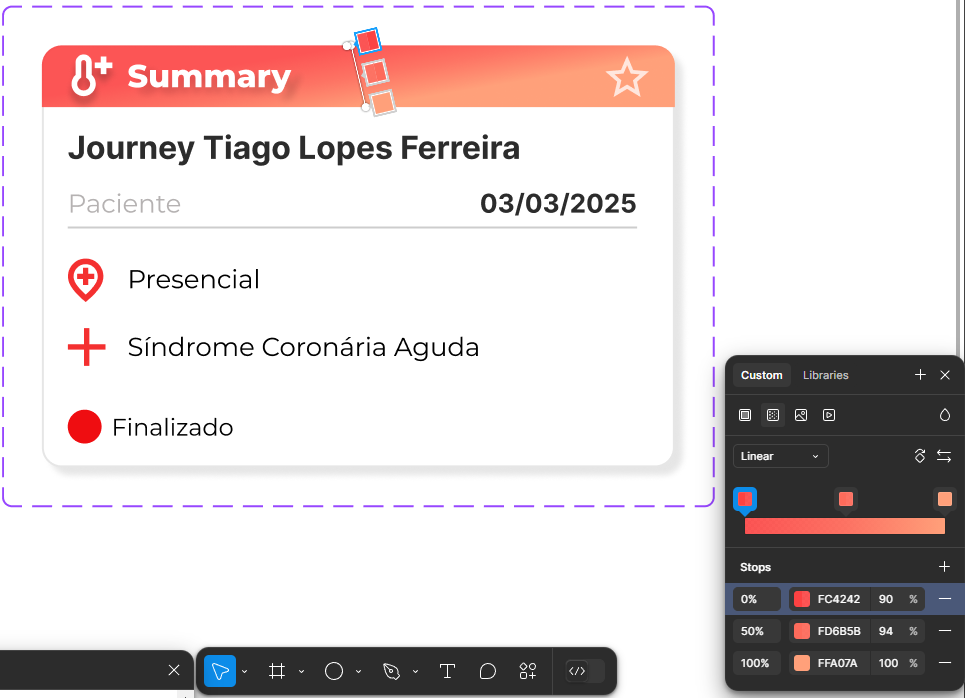 Summary
Journey Tiago Lopes Ferreira
Paciente 03/03/2025
Presencial
Síndrome Coronária Aguda
Finalizado
Custom Libraries
Linear
Stops
0% FC4242 90 %
50% FD6B5B 94 %
100% FFA07A 100 %